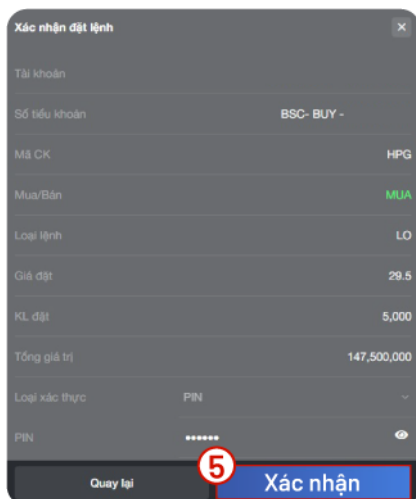 Xác nhận đặt lệnh
Tài khoản
Số tiểu khoản BSC- BUY -
Mã CK HPG
Mua/Bán MUA
Loại lệnh LO
Giá đặt 29.5
KL đặt 5,000
Tổng giá trị 147,500,000
Loại xác thực PIN
PIN ••••••
5
Quay lại Xác nhận